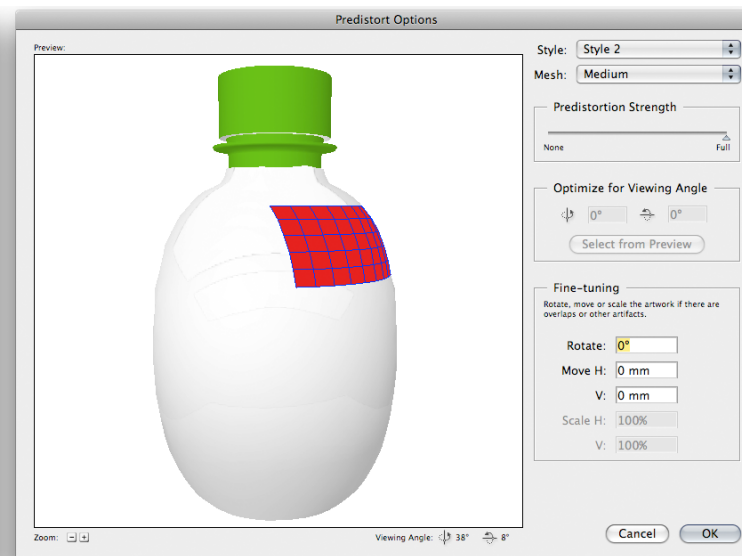 Predistort Options
Preview:
Style: Style 2
Mesh: Medium
Predistortion Strength
None Full
Optimize for Viewing Angle
0° 0°
Select from Preview
Fine-tuning
Rotate, move or scale the artwork if there are
overlaps or other artifacts.
Rotate: 0°
Move H: 0 mm
V: 0 mm
Scale H: 100%
V: 100%
Zoom: - + Viewing Angle: 38° 8°
Cancel OK